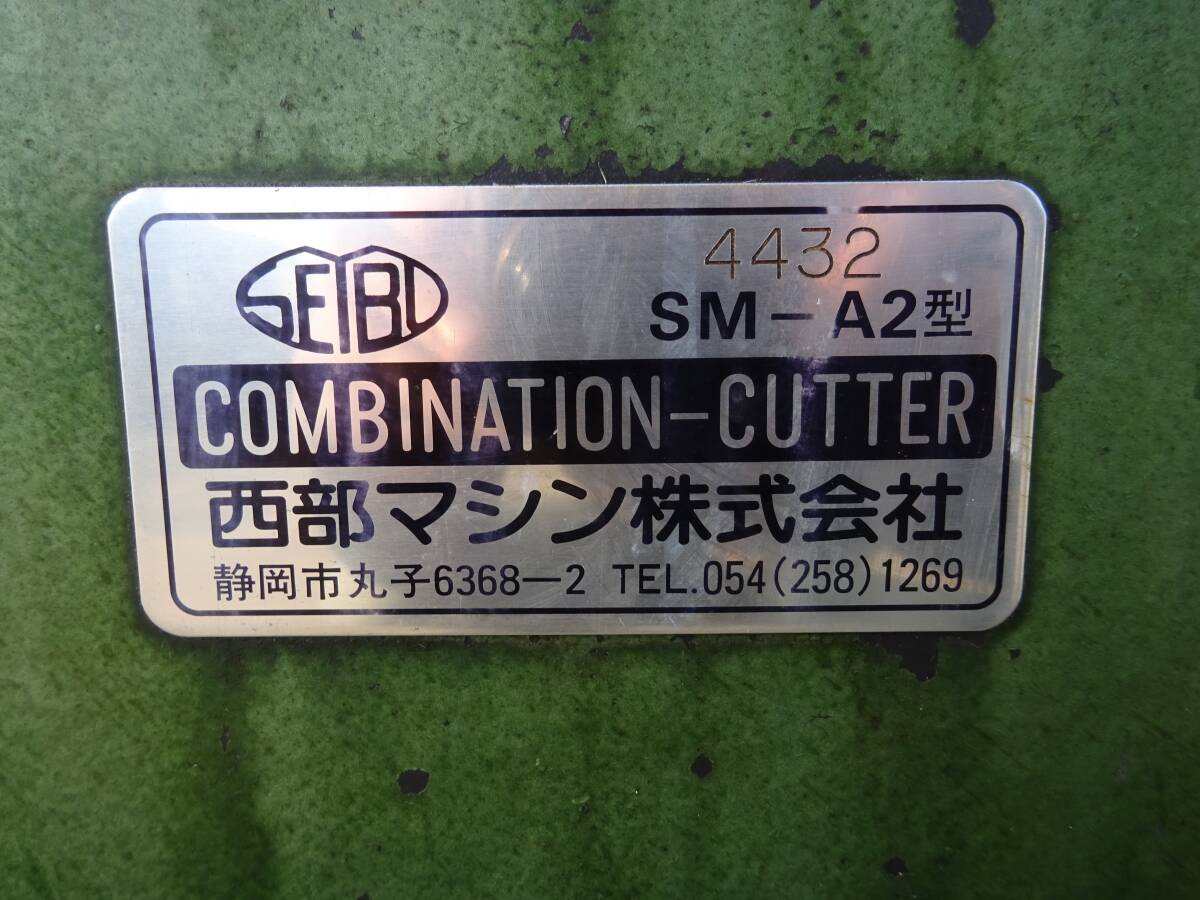 SEIBU
4432
SM-A2型
COMBINATION-CUTTER
西部マシン株式会社
静岡市丸子6368-2 TEL.054(258)1269